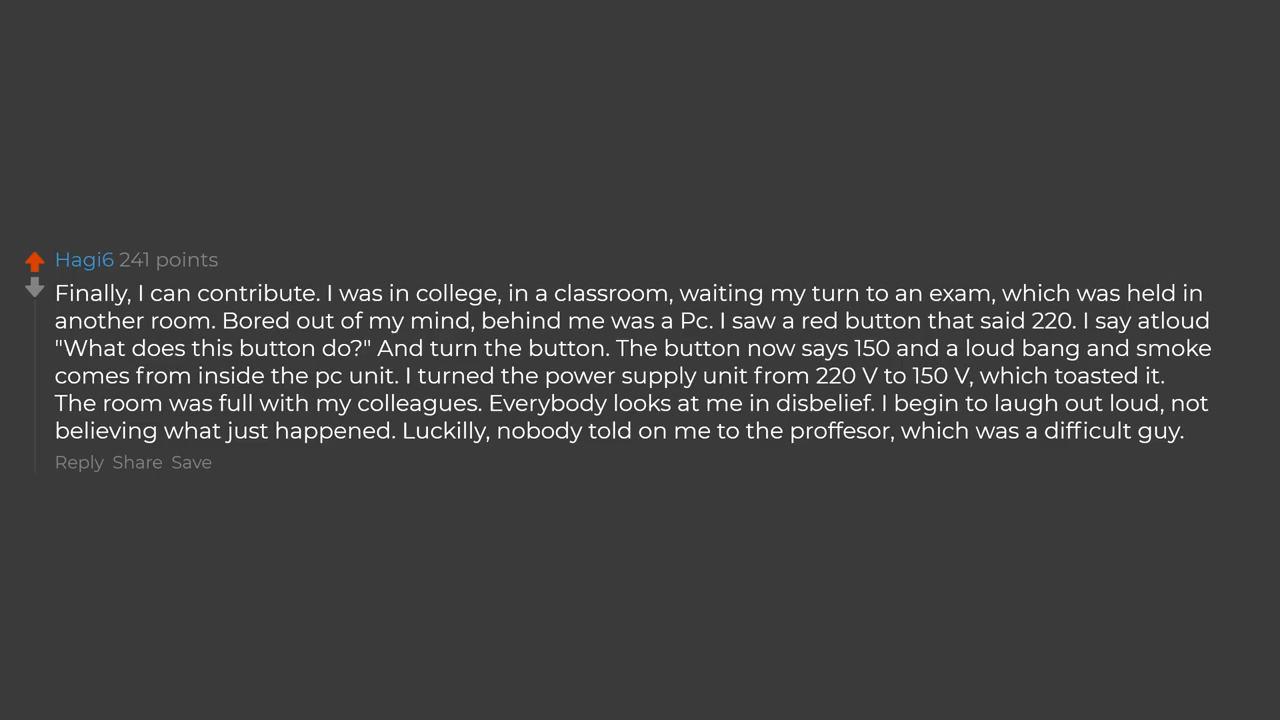 Hagi6 241 points
Finally, I can contribute. I was in college, in a classroom, waiting my turn to an exam, which was held in
another room. Bored out of my mind, behind me was a Pc. I saw a red button that said 220. I say atloud
"What does this button do?" And turn the button. The button now says 150 and a loud bang and smoke
comes from inside the pc unit. I turned the power supply unit from 220 V to 150 V, which toasted it.
The room was full with my colleagues. Everybody looks at me in disbelief. I begin to laugh out loud, not
believing what just happened. Luckilly, nobody told on me to the proffesor, which was a difficult guy.
Reply Share Save